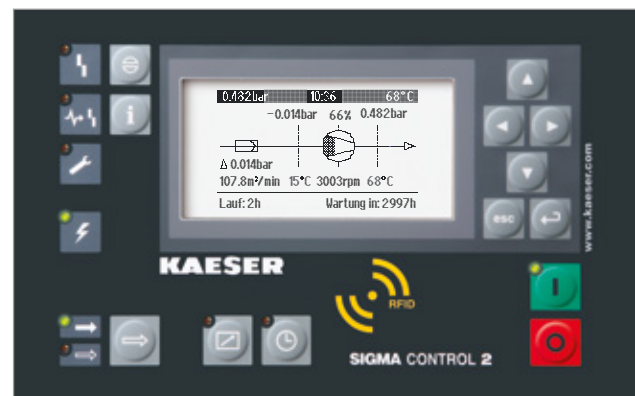 0.482bar 10:36 68°C
-0.014bar 66% 0.482bar
Δ 0.014bar
107.8m³/min 15°C 3003rpm 68°C
Lauf: 2h Wartung in: 2997h
esc
www.kaeser.com
KAESER
RFID
SIGMA CONTROL 2